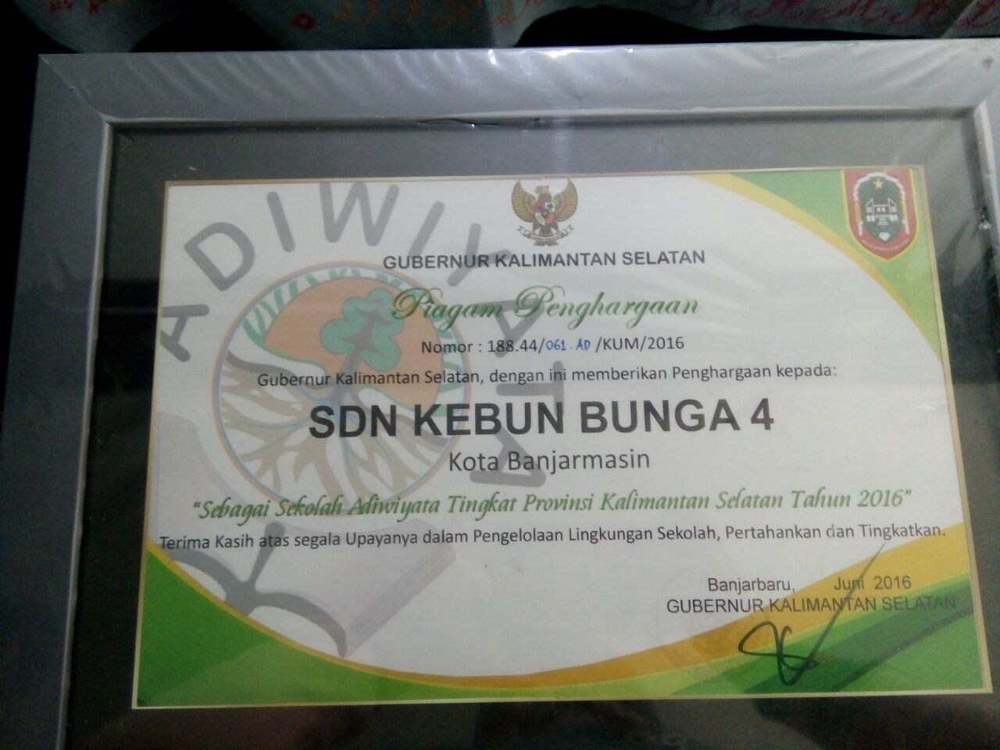 ADIWIYATA
GUBERNUR KALIMANTAN SELATAN
Piagam Penghargaan
Nomor : 188.44/061.AD/KUM/2016
Gubernur Kalimantan Selatan, dengan ini memberikan Penghargaan kepada:
SDN KEBUN BUNGA 4
Kota Banjarmasin
"Sebagai Sekolah Adiwiyata Tingkat Provinsi Kalimantan Selatan Tahun 2016"
Terima Kasih atas segala Upayanya dalam Pengelolaan Lingkungan Sekolah, Pertahankan dan Tingkatkan.
Banjarbaru, Juni 2016
GUBERNUR KALIMANTAN SELATAN